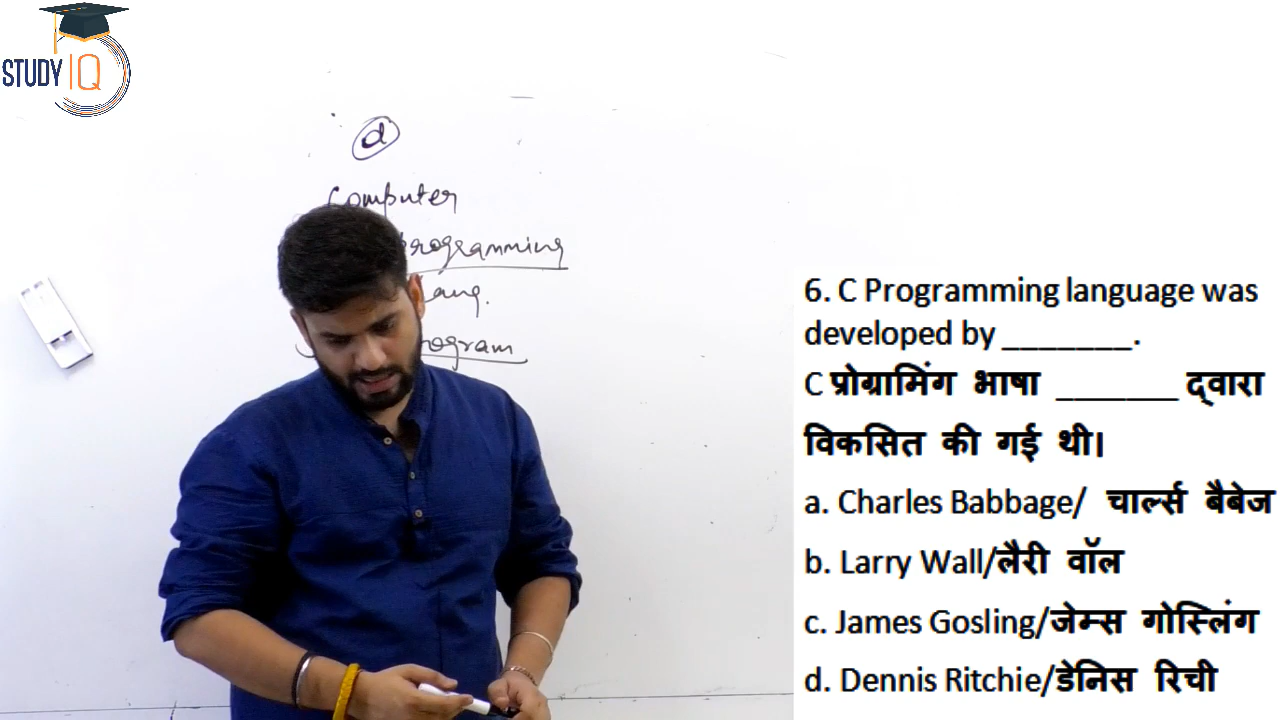 STUDY IQ
d
Computer
programming
Lang.
6. C Programming language was
developed by _______.
C प्रोग्रामिंग भाषा _______ द्वारा
विकसित की गई थी।
a. Charles Babbage/ चार्ल्स बैबेज
b. Larry Wall/लैरी वॉल
c. James Gosling/जेम्स गोस्लिंग
d. Dennis Ritchie/डेनिस रिची